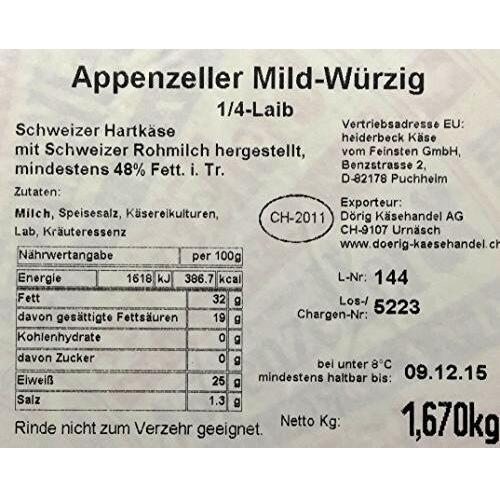 Appenzeller Mild-Würzig
1/4-Laib
Schweizer Hartkäse
mit Schweizer Rohmilch hergestellt,
mindestens 48% Fett. i. Tr.
Zutaten:
Milch, Speisesalz, Käsereikulturen,
Lab, Kräuteressenz
Nährwertangabe per 100g
Energie 1618 kJ 386.7 kcal
Fett 32 g
davon gesättigte Fettsäuren 19 g
Kohlenhydrate 0 g
davon Zucker 0 g
Eiweiß 25 g
Salz 1.3 g
Rinde nicht zum Verzehr geeignet.
Vertriebsadresse EU:
heiderbeck Käse
vom Feinsten GmbH,
Benzstrasse 2,
D-82178 Puchheim
CH-2011
Exporteur:
Dörig Käsehandel AG
CH-9107 Urnäsch
www.doerig-kaesehandel.ch
L-Nr: 144
Los-/
Chargen-Nr: 5223
bei unter 8°C
mindestens haltbar bis: 09.12.15
Netto Kg: 1,670kg